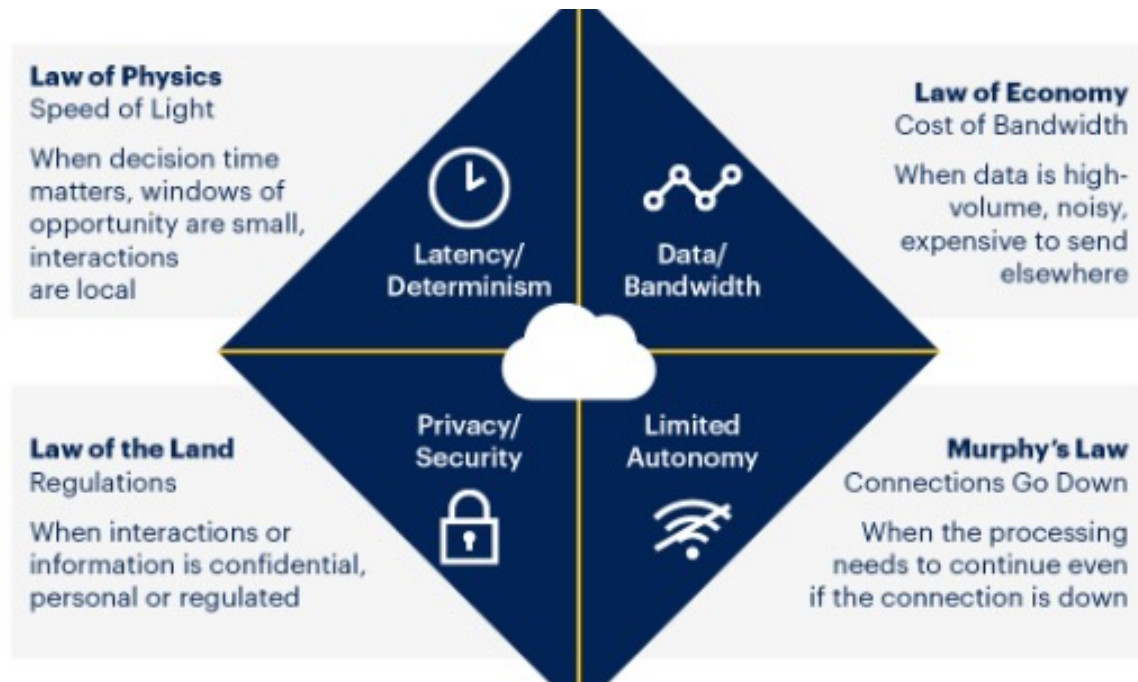 Law of Physics
Speed of Light
When decision time
matters, windows of
opportunity are small,
interactions
are local
Latency/
Determinism
Data/
Bandwidth
Law of Economy
Cost of Bandwidth
When data is high-
volume, noisy,
expensive to send
elsewhere
Law of the Land
Regulations
When interactions or
information is confidential,
personal or regulated
Privacy/
Security
Limited
Autonomy
Murphy’s Law
Connections Go Down
When the processing
needs to continue even
if the connection is down